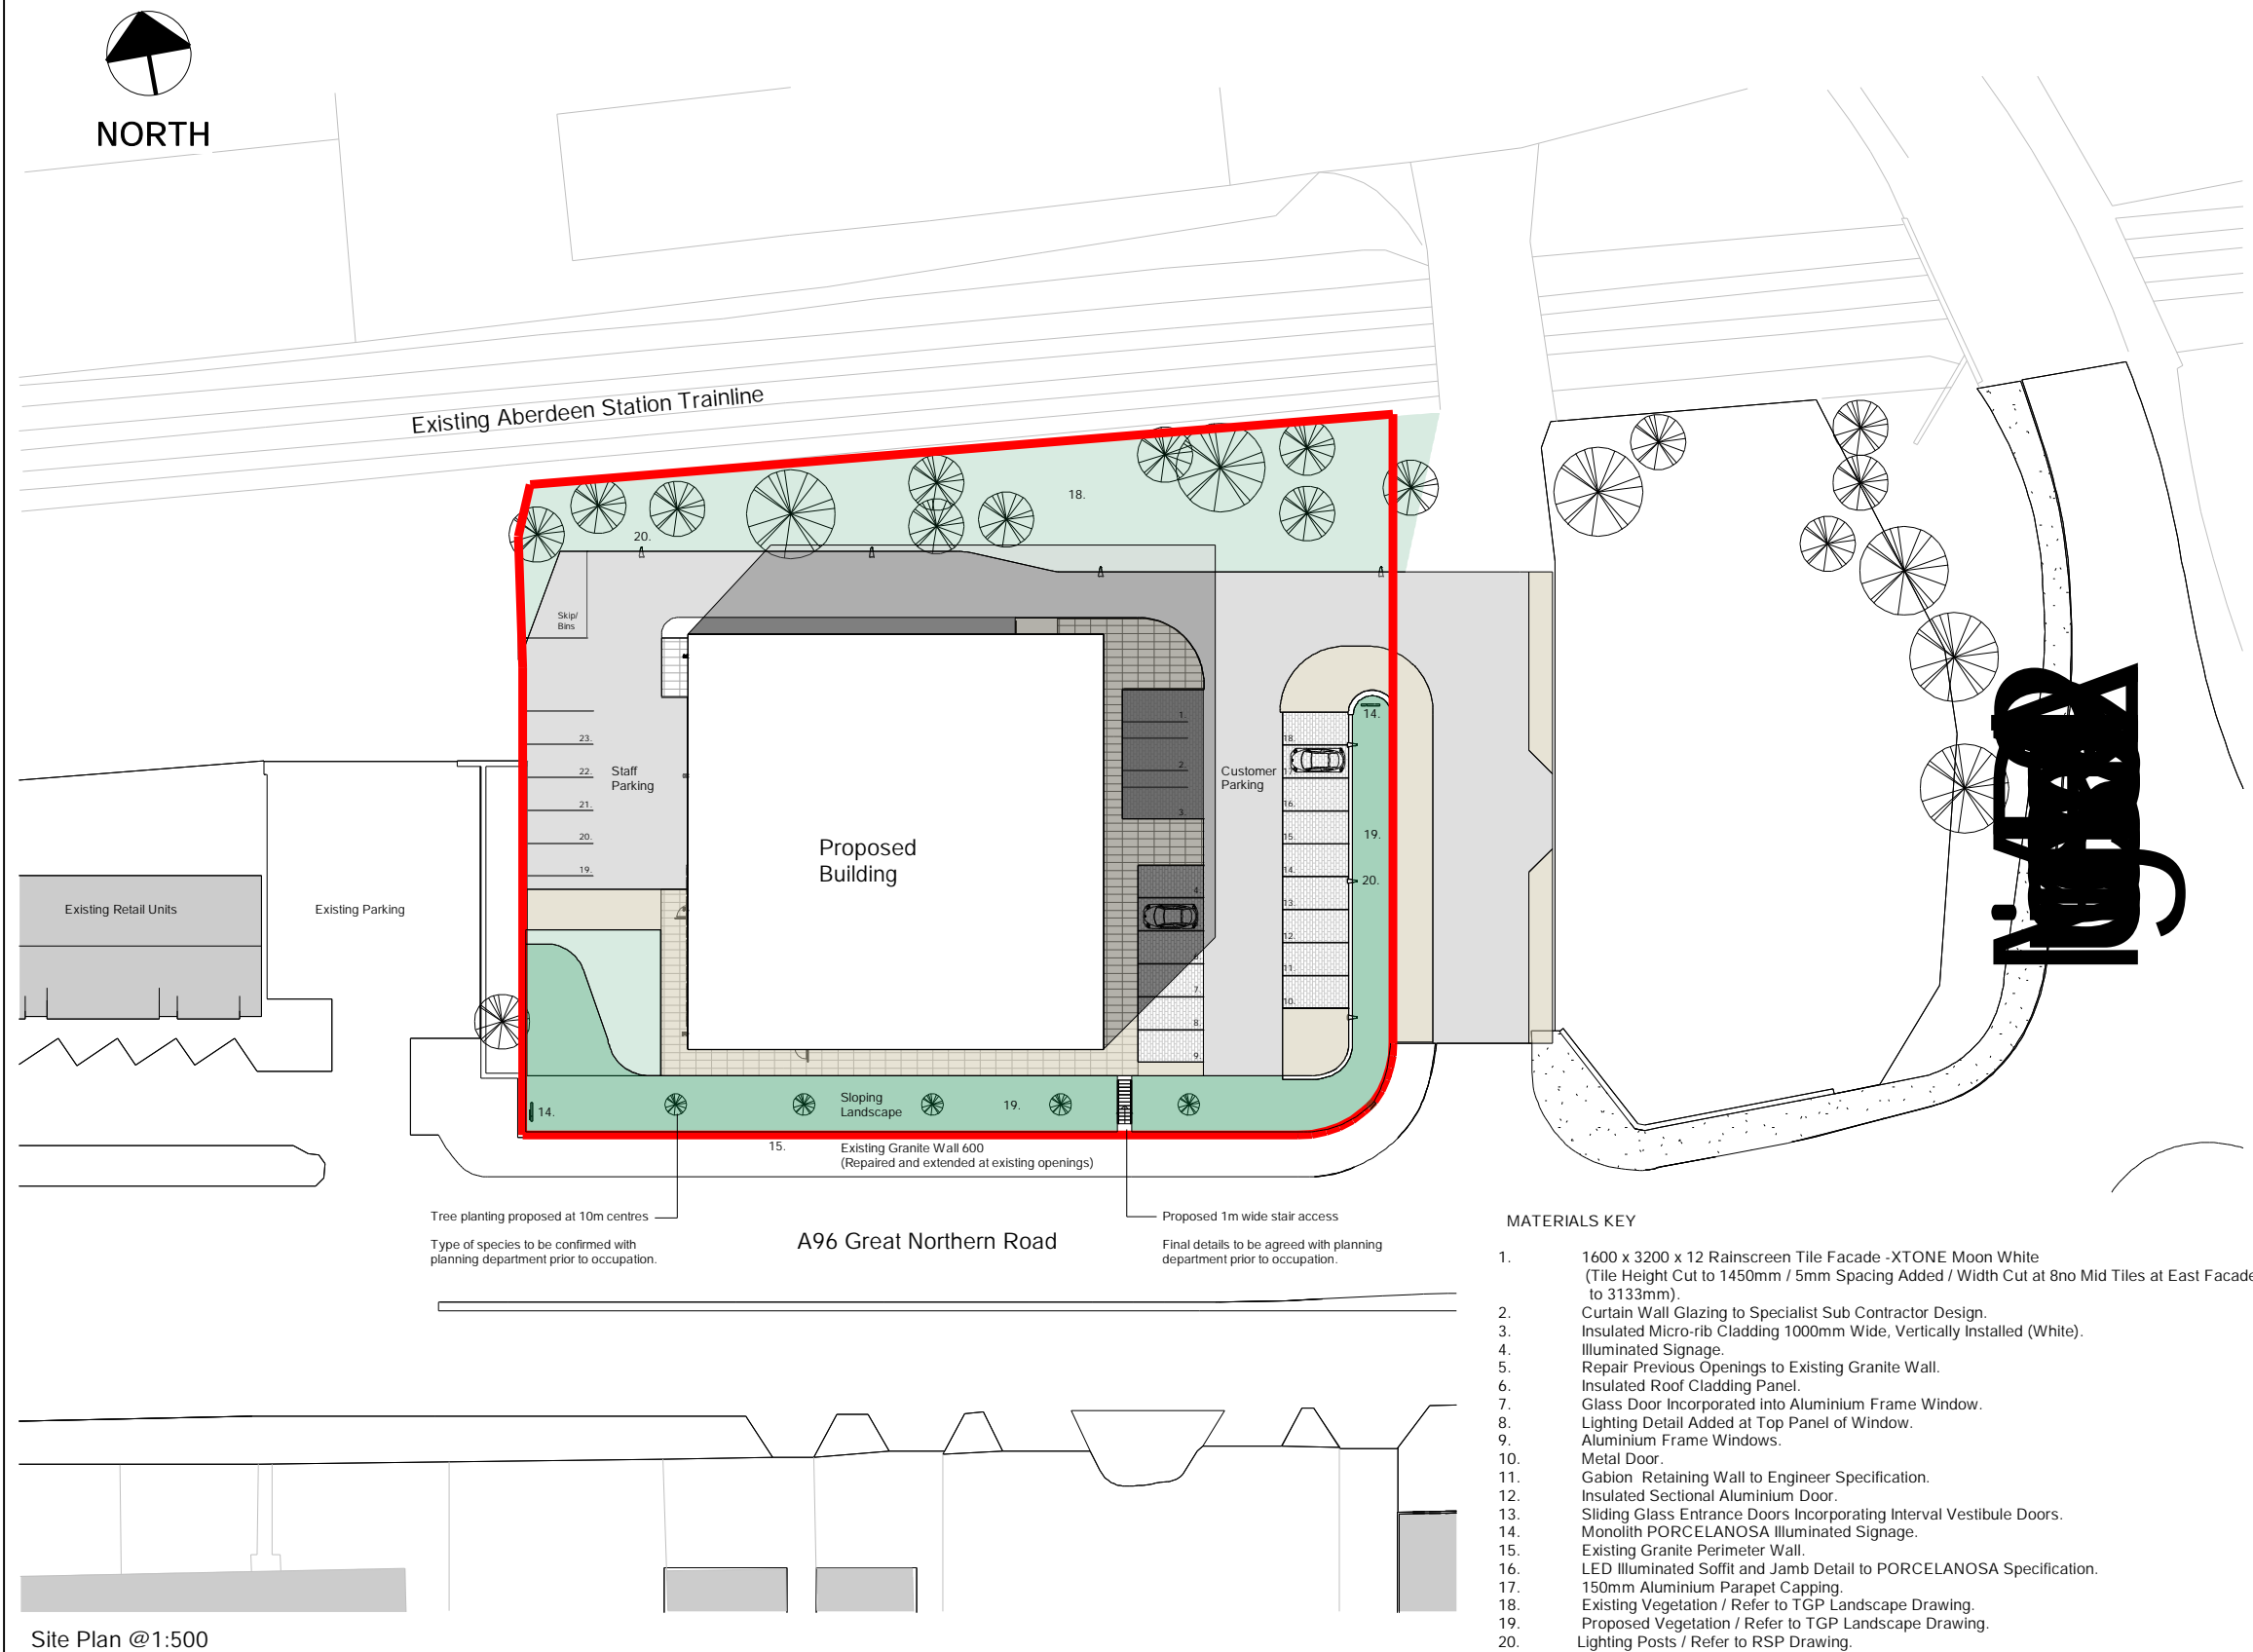 NORTH
Existing Aberdeen Station Trainline
18.
20.
Skip/
Bins
1.
14.
23.
18.
22.
Staff
Parking
2.
Customer
Parking
17.
21.
16.
3.
20.
15.
19.
Proposed
Building
19.
14.
20.
4.
Existing Retail Units
Existing Parking
13.
12.
11.
7.
10.
8.
9.
14.
Sloping
Landscape
19.
15.
Existing Granite Wall 600
(Repaired and extended at existing openings)
Tree planting proposed at 10m centres
Type of species to be confirmed with
planning department prior to occupation.
A96 Great Northern Road
Proposed 1m wide stair access
Final details to be agreed with planning
department prior to occupation.
MATERIALS KEY
1. 1600 x 3200 x 12 Rainscreen Tile Facade -XTONE Moon White
(Tile Height Cut to 1450mm / 5mm Spacing Added / Width Cut at 8no Mid Tiles at East Facade
to 3133mm).
2. Curtain Wall Glazing to Specialist Sub Contractor Design.
3. Insulated Micro-rib Cladding 1000mm Wide, Vertically Installed (White).
4. Illuminated Signage.
5. Repair Previous Openings to Existing Granite Wall.
6. Insulated Roof Cladding Panel.
7. Glass Door Incorporated into Aluminium Frame Window.
8. Lighting Detail Added at Top Panel of Window.
9. Aluminium Frame Windows.
10. Metal Door.
11. Gabion Retaining Wall to Engineer Specification.
12. Insulated Sectional Aluminium Door.
13. Sliding Glass Entrance Doors Incorporating Interval Vestibule Doors.
14. Monolith PORCELANOSA Illuminated Signage.
15. Existing Granite Perimeter Wall.
16. LED Illuminated Soffit and Jamb Detail to PORCELANOSA Specification.
17. 150mm Aluminium Parapet Capping.
18. Existing Vegetation / Refer to TGP Landscape Drawing.
19. Proposed Vegetation / Refer to TGP Landscape Drawing.
20. Lighting Posts / Refer to RSP Drawing.
Site Plan @1:500